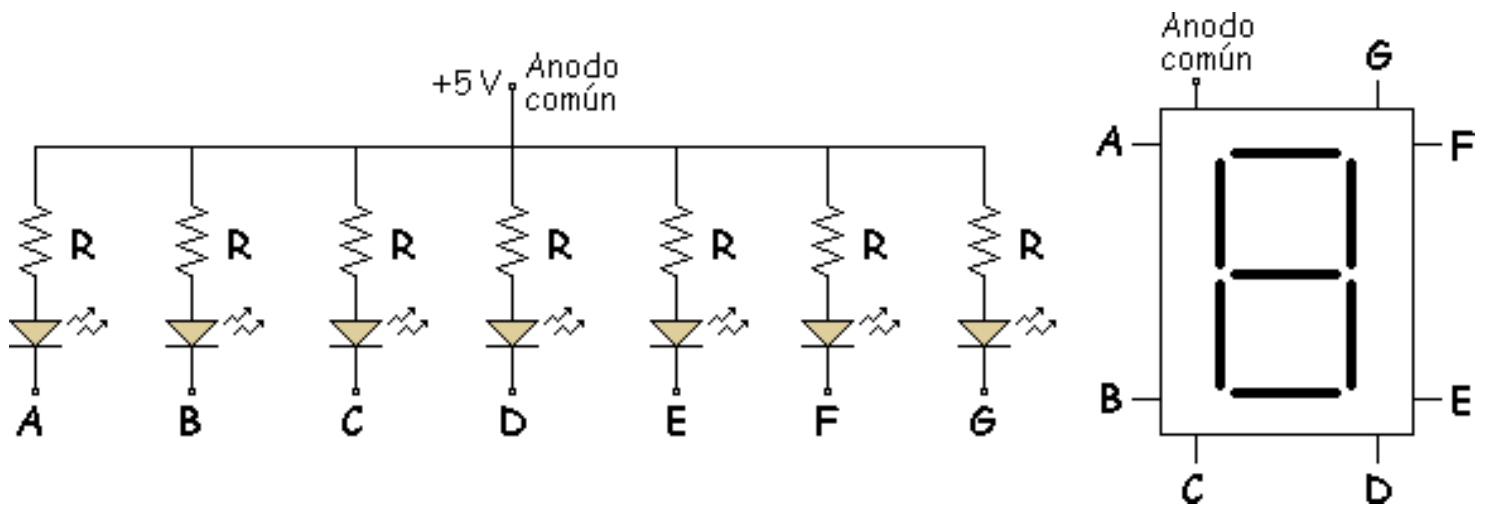 +5 V Anodo
común
R R R R R R R
A B C D E F G
Anodo
común
G
A F
B E
C D